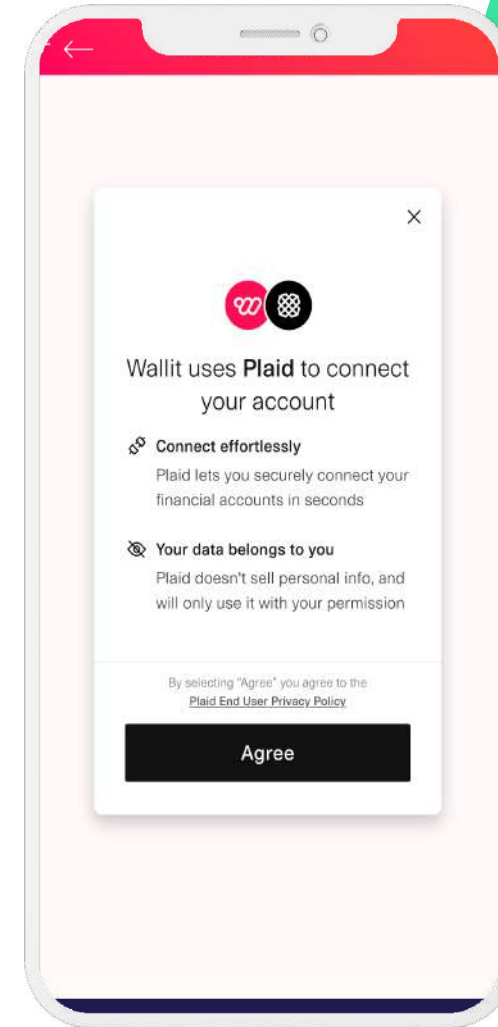 Wallit uses Plaid to connect
your account
Connect effortlessly
Plaid lets you securely connect your
financial accounts in seconds
Your data belongs to you
Plaid doesn't sell personal info, and
will only use it with your permission
By selecting "Agree" you agree to the
Plaid End User Privacy Policy
Agree